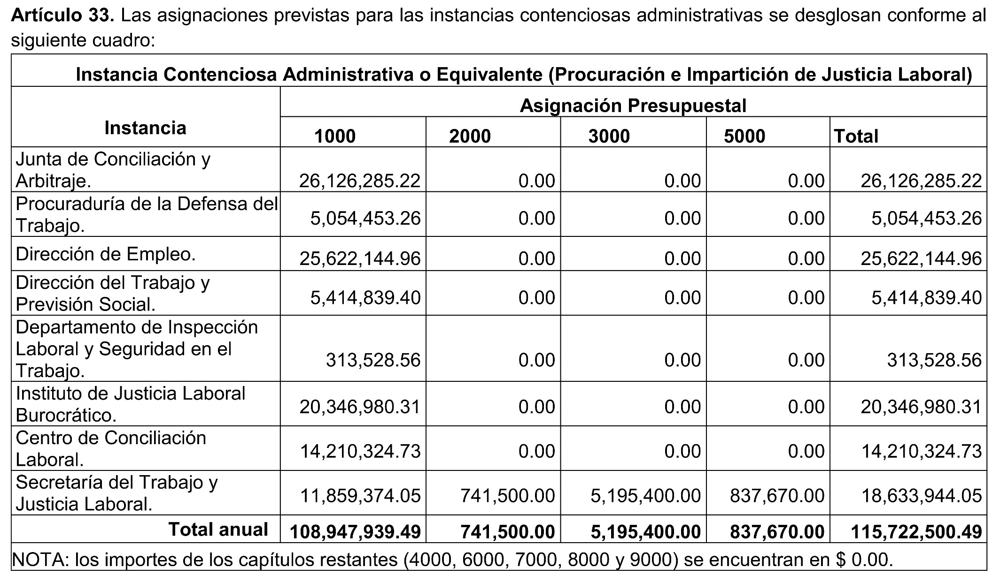 Artículo 33. Las asignaciones previstas para las instancias contenciosas administrativas se desglosan conforme al
siguiente cuadro:
Instancia Contenciosa Administrativa o Equivalente (Procuración e Impartición de Justicia Laboral)
Instancia
Asignación Presupuestal
1000 2000 3000 5000 Total
Junta de Conciliación y
Arbitraje. 26,126,285.22 0.00 0.00 0.00 26,126,285.22
Procuraduría de la Defensa del
Trabajo. 5,054,453.26 0.00 0.00 0.00 5,054,453.26
Dirección de Empleo. 25,622,144.96 0.00 0.00 0.00 25,622,144.96
Dirección del Trabajo y
Previsión Social. 5,414,839.40 0.00 0.00 0.00 5,414,839.40
Departamento de Inspección
Laboral y Seguridad en el
Trabajo. 313,528.56 0.00 0.00 0.00 313,528.56
Instituto de Justicia Laboral
Burocrático. 20,346,980.31 0.00 0.00 0.00 20,346,980.31
Centro de Conciliación
Laboral. 14,210,324.73 0.00 0.00 0.00 14,210,324.73
Secretaría del Trabajo y
Justicia Laboral. 11,859,374.05 741,500.00 5,195,400.00 837,670.00 18,633,944.05
Total anual 108,947,939.49 741,500.00 5,195,400.00 837,670.00 115,722,500.49
NOTA: los importes de los capítulos restantes (4000, 6000, 7000, 8000 y 9000) se encuentran en $ 0.00.